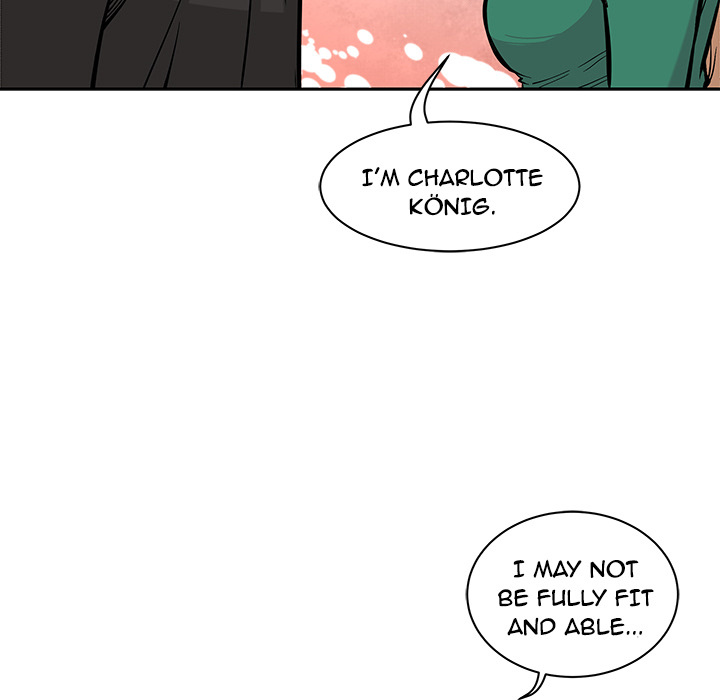 I'M CHARLOTTE
KÖNIG.
I MAY NOT
BE FULLY FIT
AND ABLE...